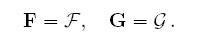 𝐅 = ℱ, 𝐆 = 𝒢 .